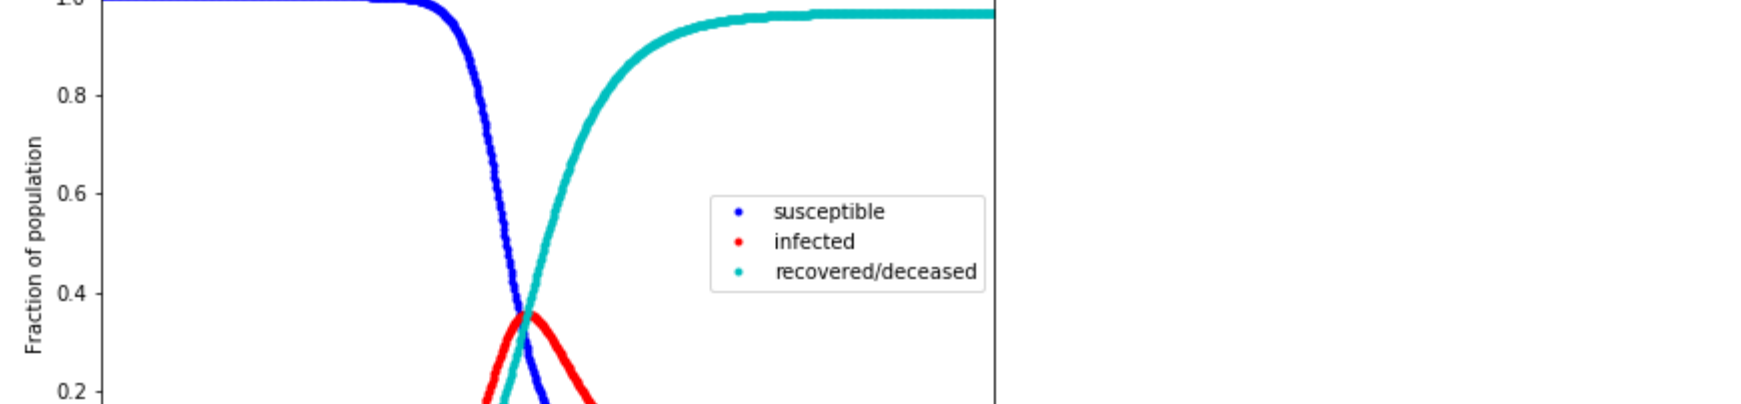 1.0
0.8
0.6
0.4
0.2
Fraction of population
susceptible
infected
recovered/deceased